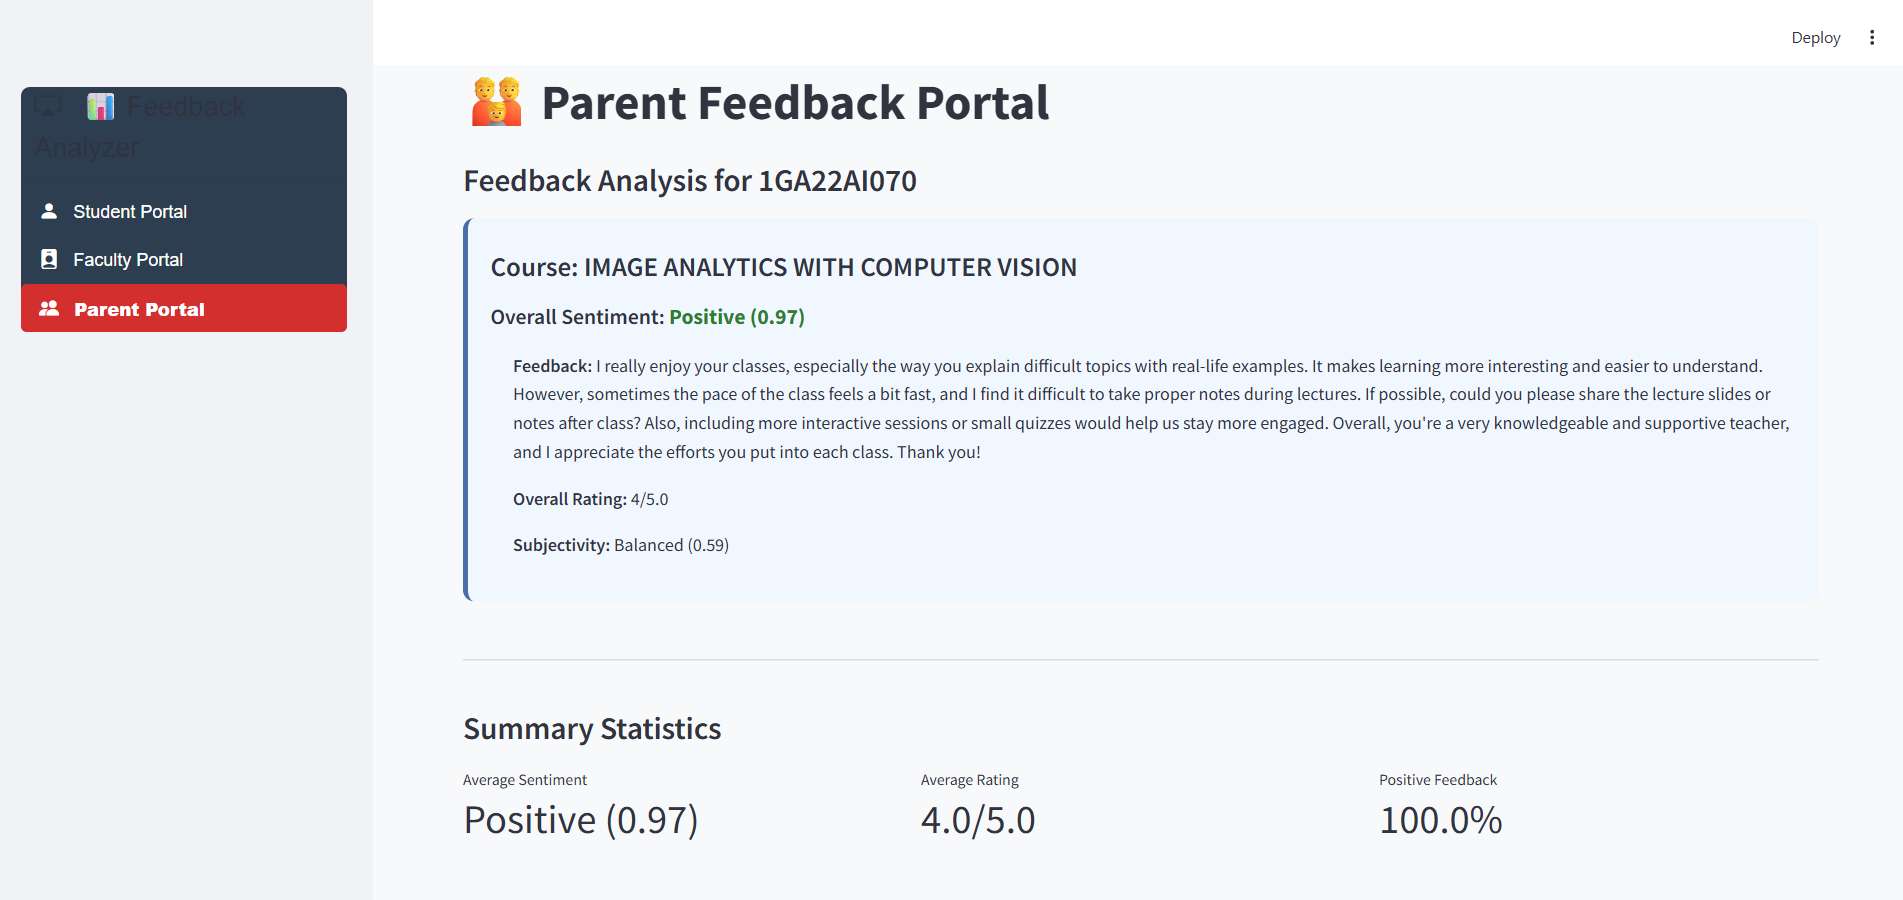 Deploy
Feedback
Analyzer
Student Portal
Faculty Portal
Parent Portal
Parent Feedback Portal
Feedback Analysis for 1GA22AI070
Course: IMAGE ANALYTICS WITH COMPUTER VISION
Overall Sentiment: Positive (0.97)
Feedback: I really enjoy your classes, especially the way you explain difficult topics with real-life examples. It makes learning more interesting and easier to understand.
However, sometimes the pace of the class feels a bit fast, and I find it difficult to take proper notes during lectures. If possible, could you please share the lecture slides or
notes after class? Also, including more interactive sessions or small quizzes would help us stay more engaged. Overall, you're a very knowledgeable and supportive teacher,
and I appreciate the efforts you put into each class. Thank you!
Overall Rating: 4/5.0
Subjectivity: Balanced (0.59)
Summary Statistics
Average Sentiment
Positive (0.97)
Average Rating
4.0/5.0
Positive Feedback
100.0%